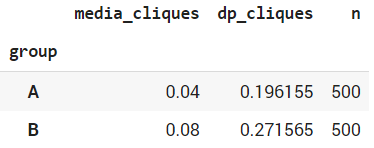 media_cliques dp_cliques n
group
A 0.04 0.196155 500
B 0.08 0.271565 500